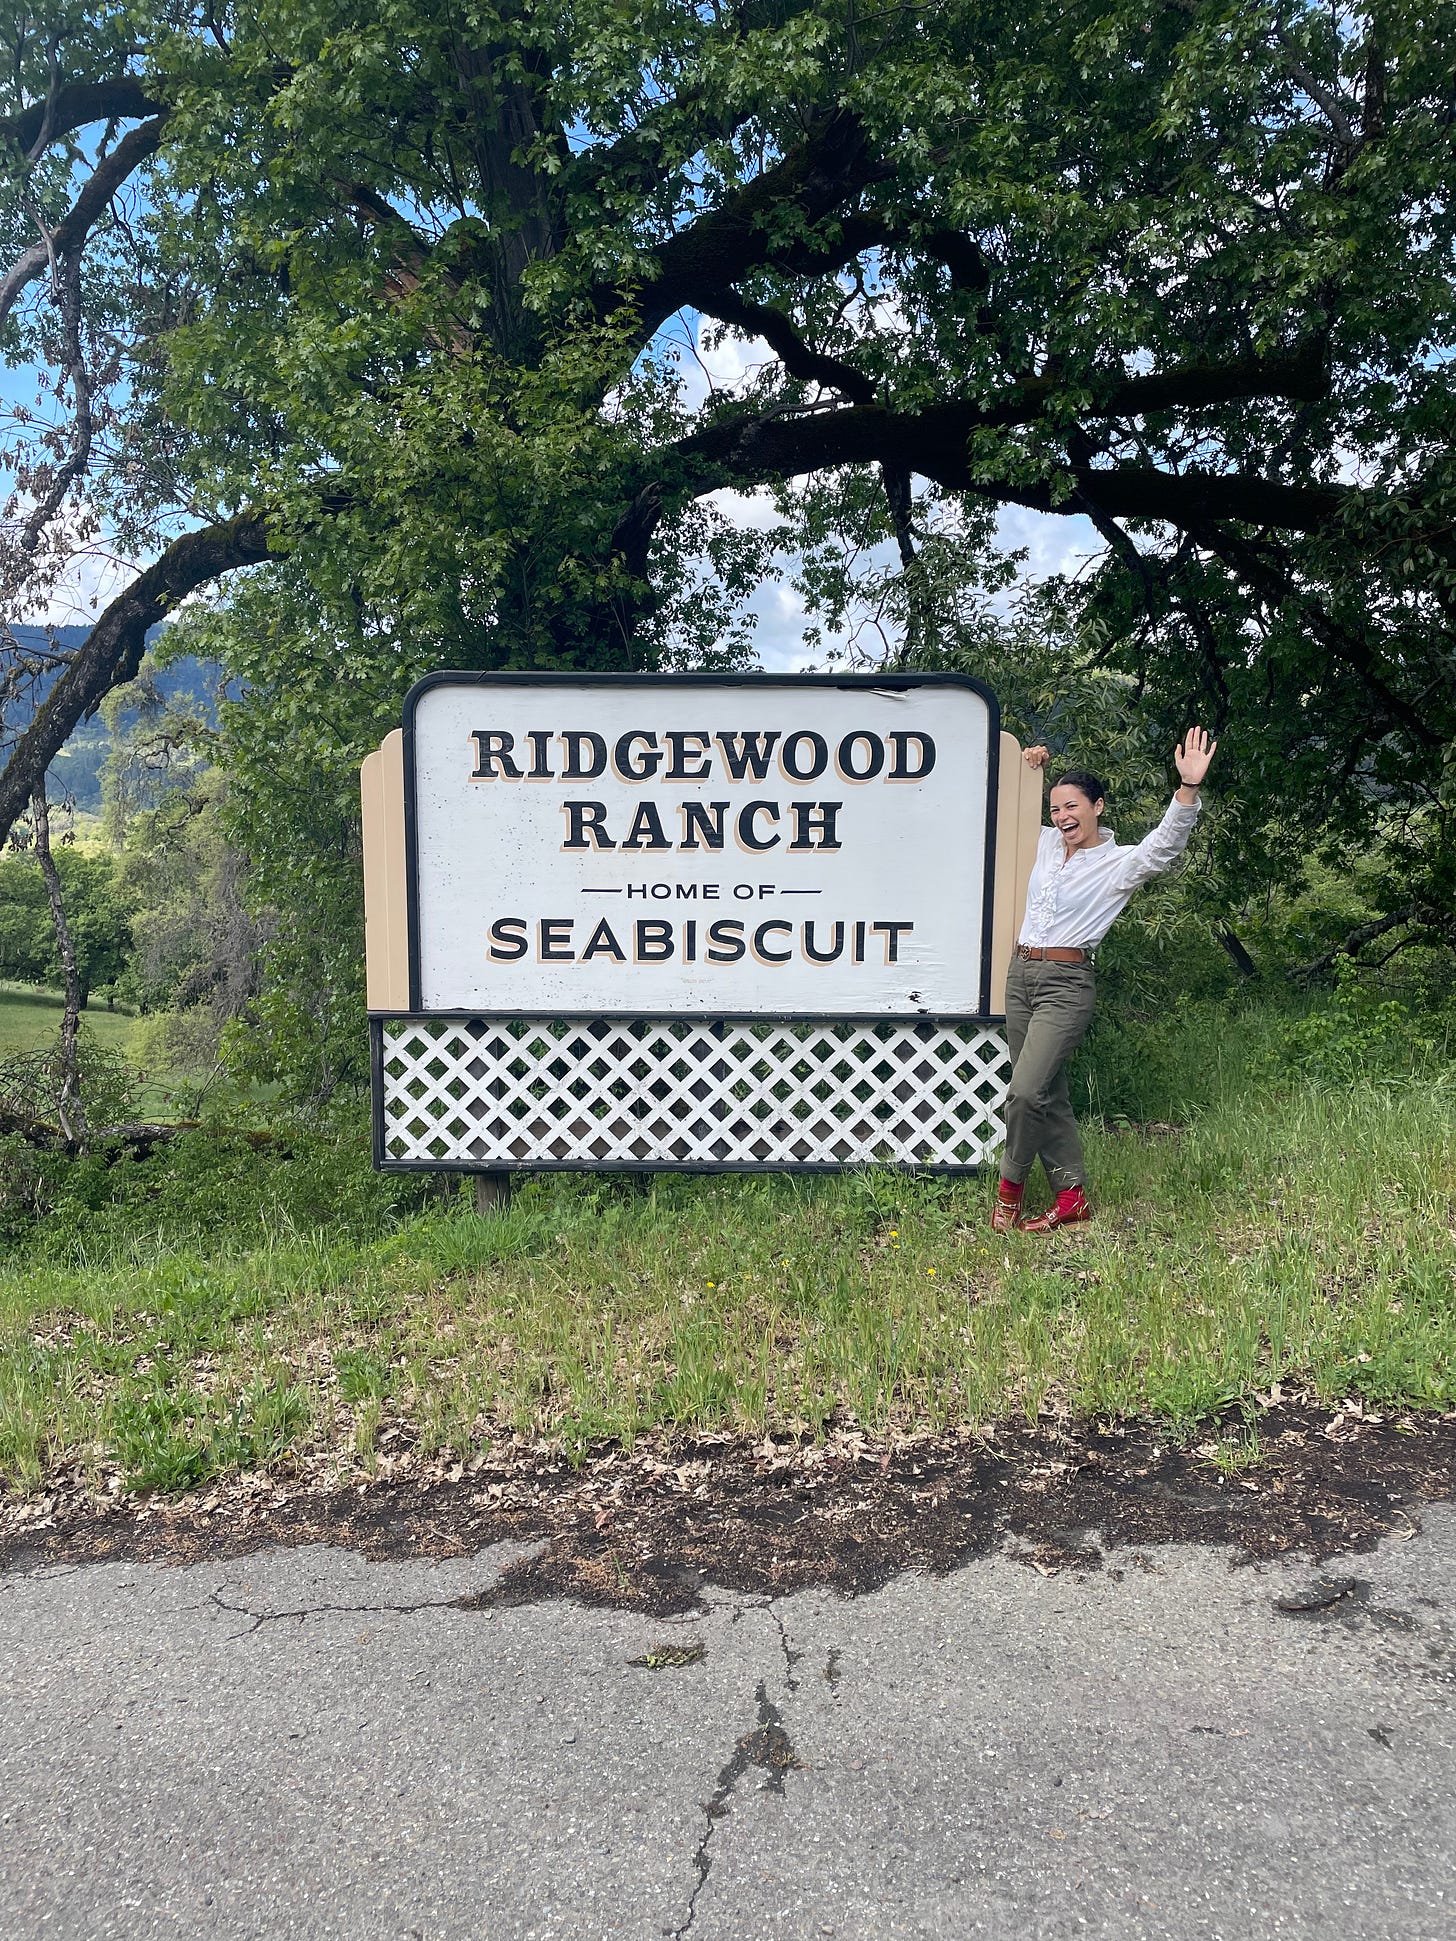 RIDGEWOOD
RANCH
—HOME OF—
SEABISCUIT